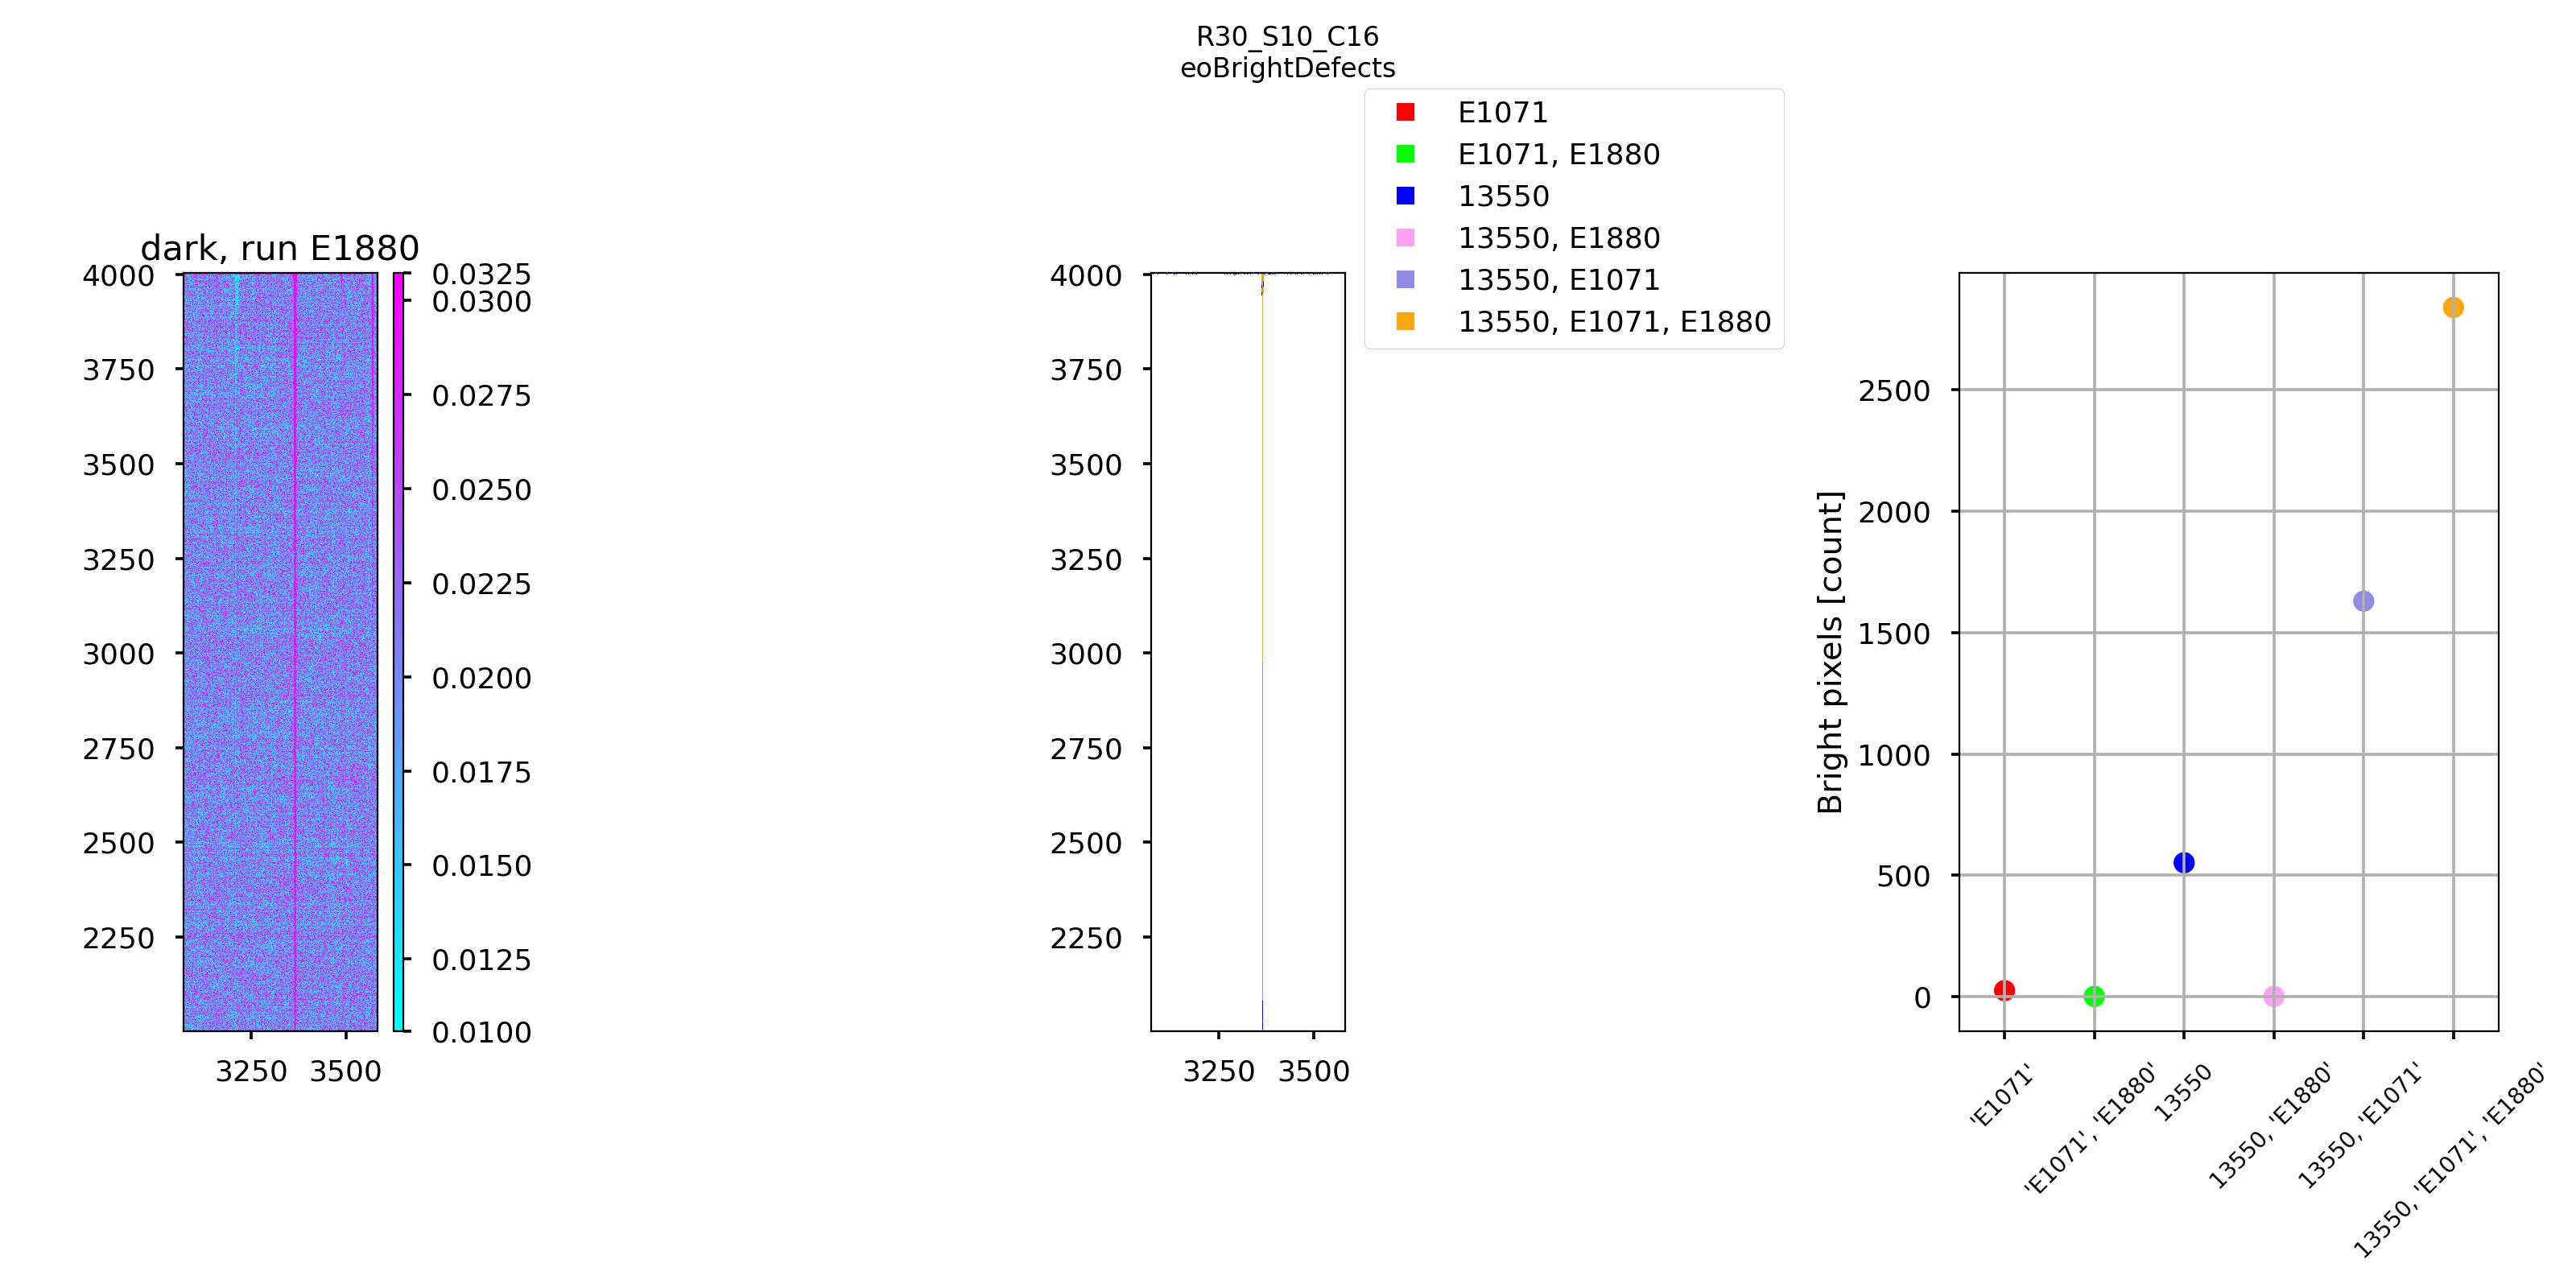 R30_S10_C16
eoBrightDefects
E1071
E1071, E1880
13550
13550, E1880
13550, E1071
13550, E1071, E1880
dark, run E1880
4000
3750
3500
3250
3000
2750
2500
2250
3250 3500
0.0325
0.0300
0.0275
0.0250
0.0225
0.0200
0.0175
0.0150
0.0125
0.0100
4000
3750
3500
3250
3000
2750
2500
2250
3250 3500
Bright pixels [count]
2500
2000
1500
1000
500
0
'E1071'
'E1071', 'E1880'
13550
13550, 'E1880'
13550, 'E1071'
13550, 'E1071', 'E1880'